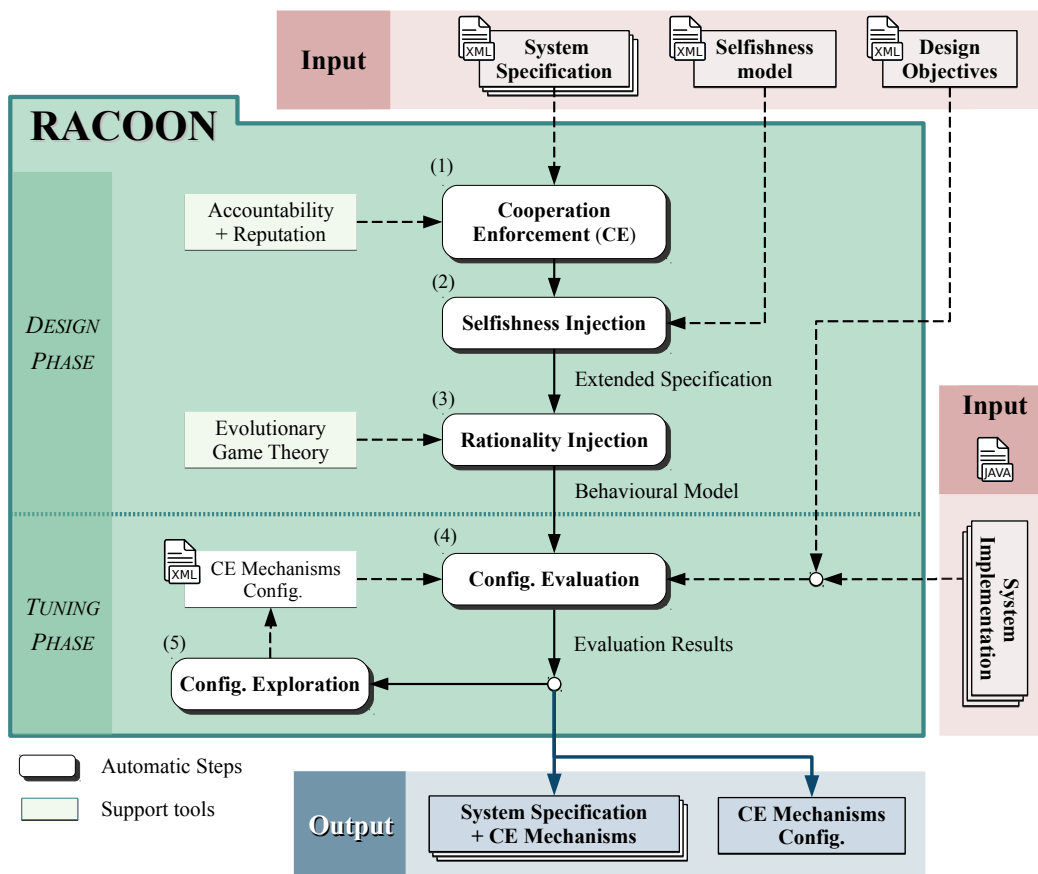 Input
XML
System
Specification
XML
Selfishness
model
XML
Design
Objectives
RACOON
(1)
Accountability
+ Reputation
Cooperation
Enforcement (CE)
(2)
Selfishness Injection
DESIGN
PHASE
Extended Specification
(3)
Evolutionary
Game Theory
Rationality Injection
Behavioural Model
Input
JAVA
System
Implementation
(4)
XML
CE Mechanisms
Config.
Config. Evaluation
TUNING
PHASE
Evaluation Results
(5)
Config. Exploration
Automatic Steps
Support tools
Output
System Specification
+ CE Mechanisms
CE Mechanisms
Config.